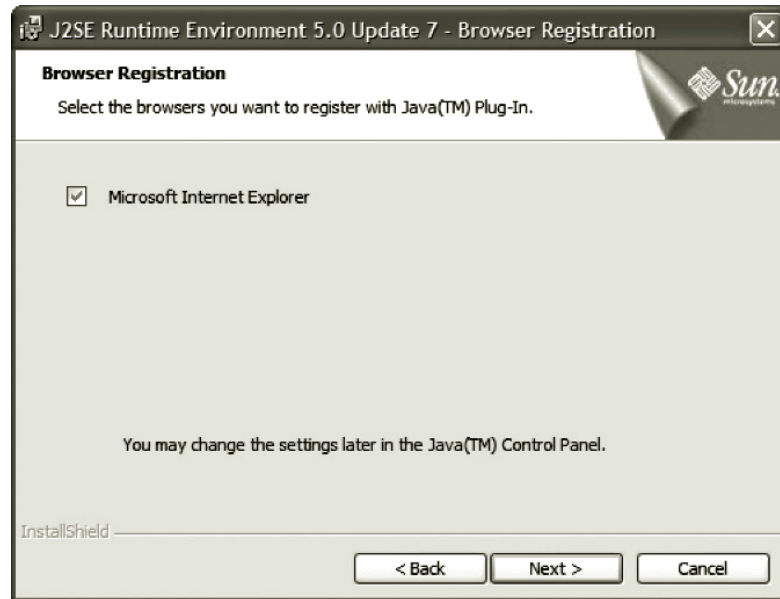 J2SE Runtime Environment 5.0 Update 7 - Browser Registration
Browser Registration
Select the browsers you want to register with Java(TM) Plug-In.
Sun
microsystems
Microsoft Internet Explorer
You may change the settings later in the Java(TM) Control Panel.
InstallShield
< Back
Next >
Cancel